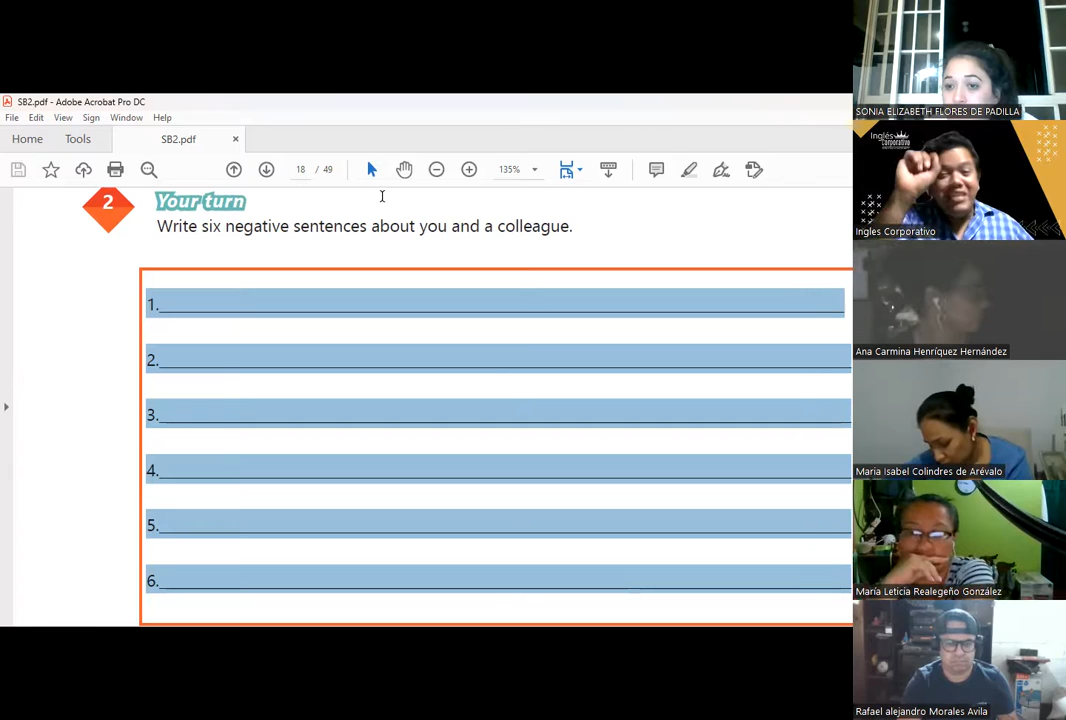 SB2.pdf - Adobe Acrobat Pro DC
File Edit View Sign Window Help
Home Tools SB2.pdf ×
18 / 49 135%
2 Your turn
Write six negative sentences about you and a colleague.
1.
2.
3.
4.
5.
6.
SONIA ELIZABETH FLORES DE PADILLA
Inglés
Corporativo
Ingles Corporativo
Ana Carmina Henríquez Hernández
Maria Isabel Colindres de Arévalo
María Leticia Realegeño González
Rafael alejandro Morales Avila